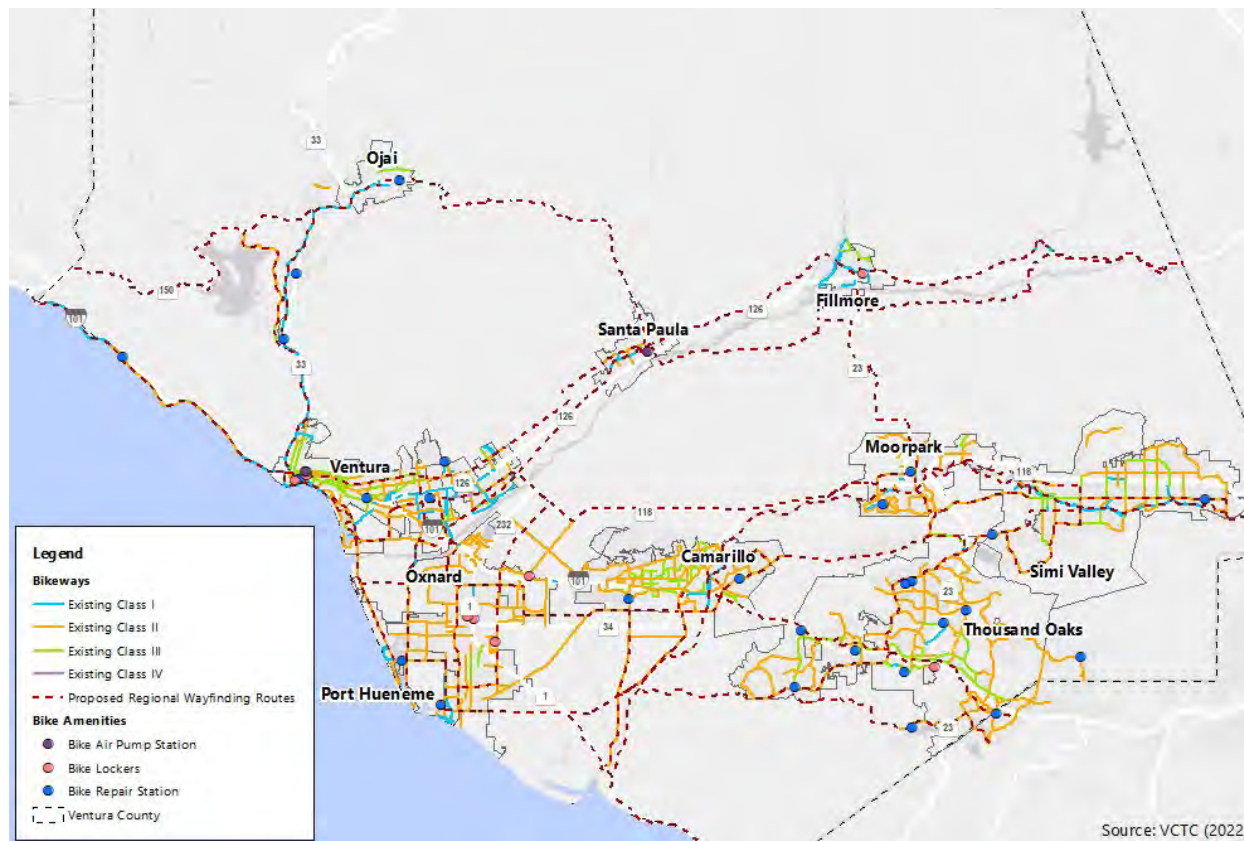 33
Ojai
150
101
Fillmore
126
Santa Paula
33
23
126
Moorpark
Ventura
118
126
101
232
118
Legend
Bikeways
Existing Class I
Existing Class II
Existing Class III
Existing Class IV
Proposed Regional Wayfinding Routes
Bike Amenities
Bike Air Pump Station
Bike Lockers
Bike Repair Station
Ventura County
Camarillo
Oxnard
101
Simi Valley
1
23
34
Thousand Oaks
Port Hueneme
1
23
Source: VCTC (2022